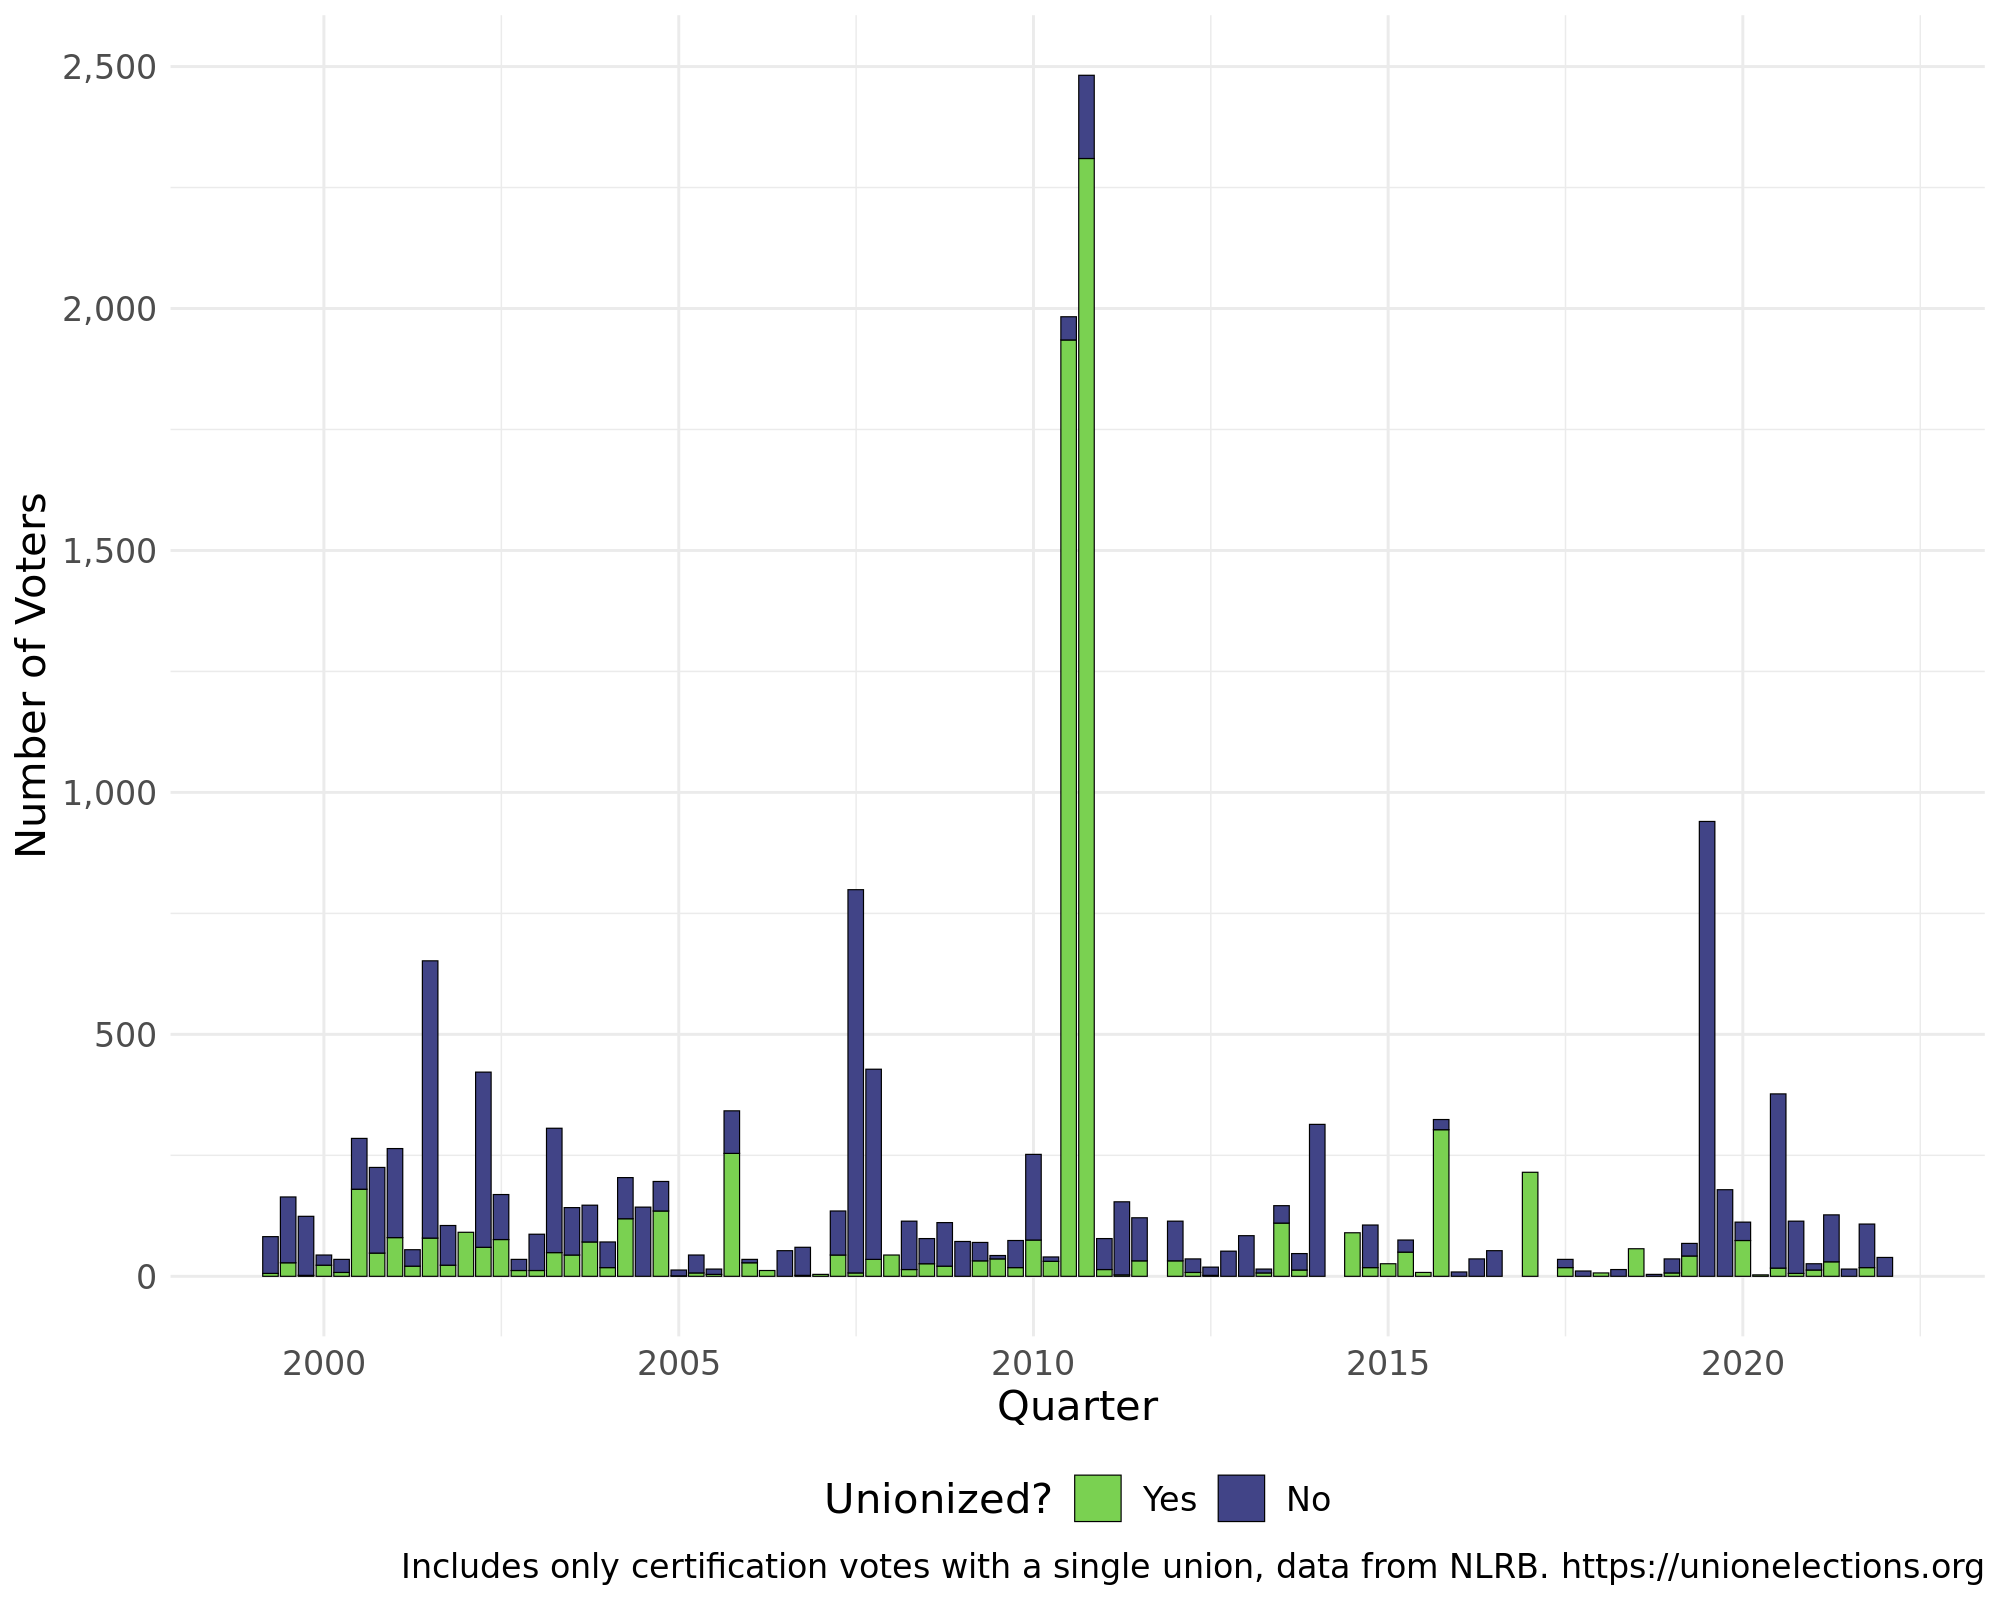 2,500
2,000
1,500
1,000
500
0
Number of Voters
2000 2005 2010 2015 2020
Quarter
Unionized? Yes No
Includes only certification votes with a single union, data from NLRB. https://unionelections.org